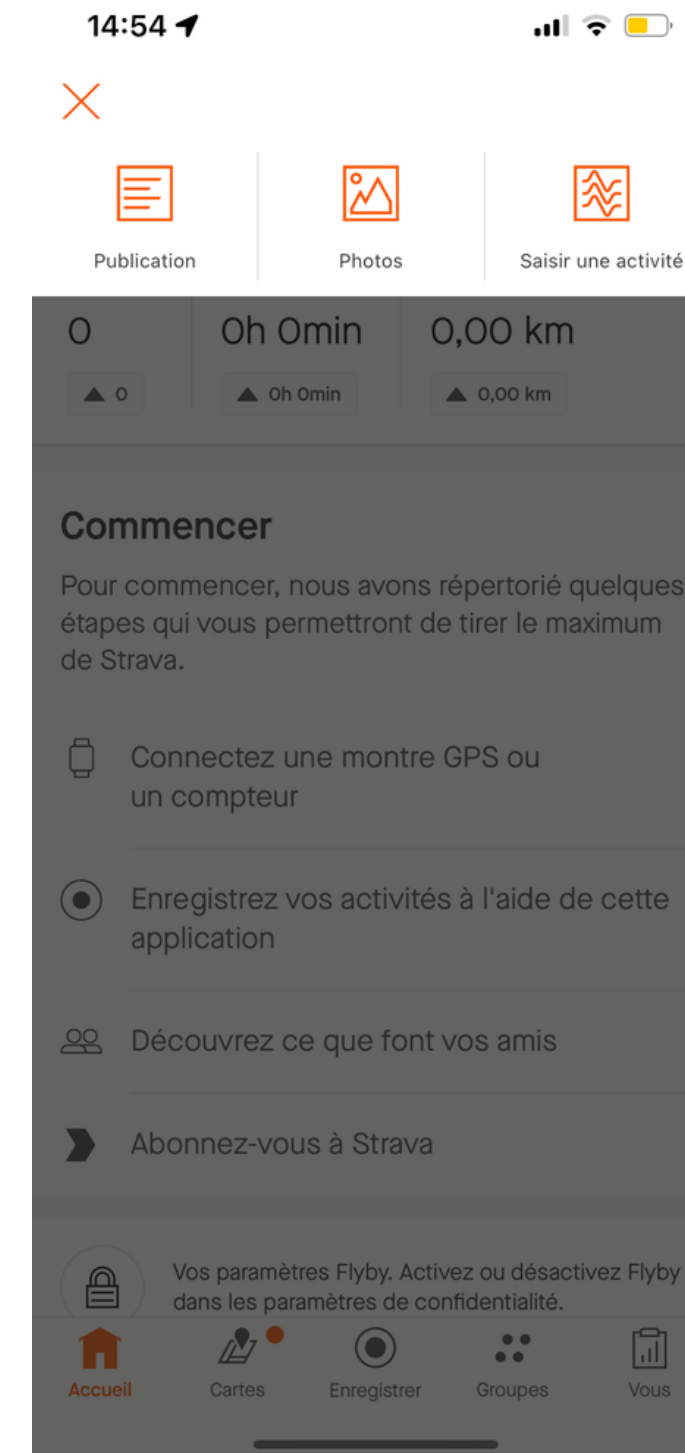 14:54
Publication
Photos
Saisir une activité
0
0h 0min
0,00 km
0
0h 0min
0,00 km
Commencer
Pour commencer, nous avons répertorié quelques
étapes qui vous permettront de tirer le maximum
de Strava.
Connectez une montre GPS ou
un compteur
Enregistrez vos activités à l'aide de cette
application
Découvrez ce que font vos amis
Abonnez-vous à Strava
Vos paramètres Flyby. Activez ou désactivez Flyby
dans les paramètres de confidentialité.
Accueil
Cartes
Enregistrer
Groupes
Vous